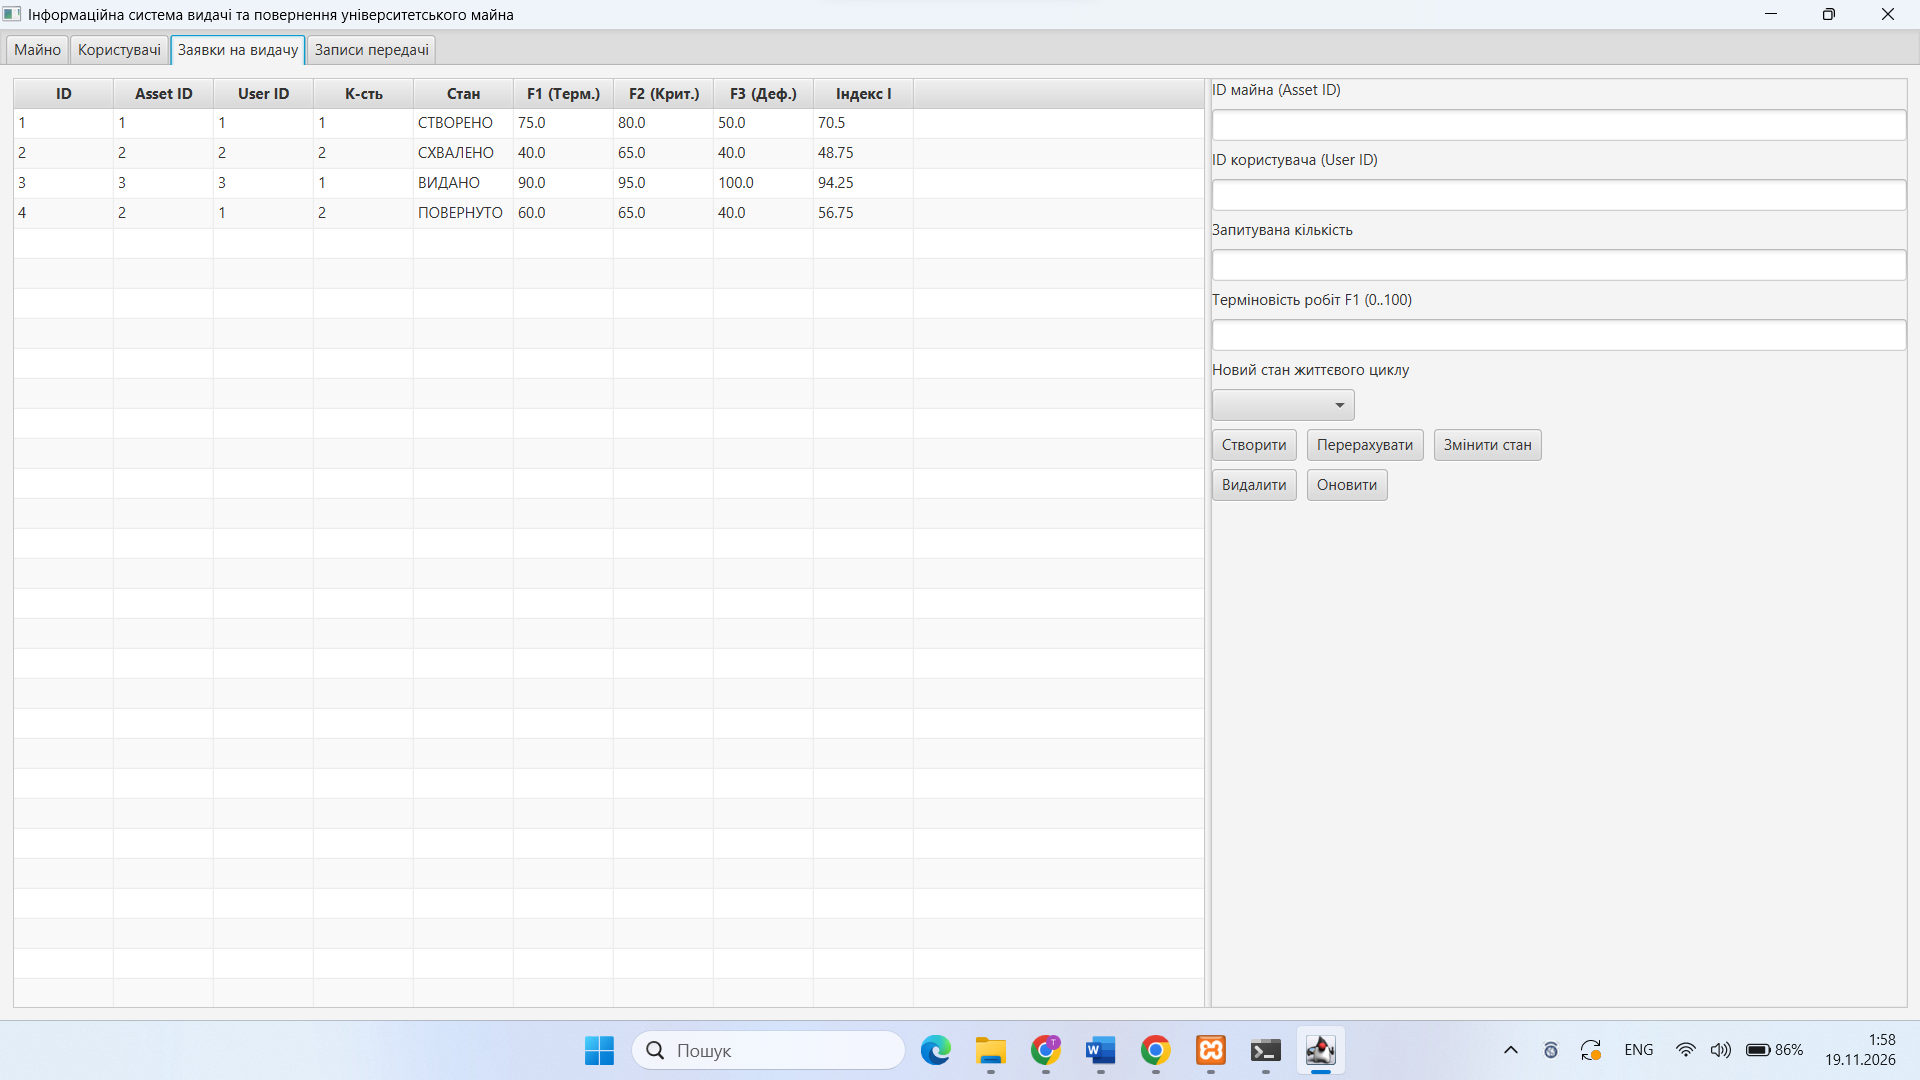 Інформаційна система видачі та повернення університетського майна
Майно Користувачі Заявки на видачу Записи передачі
ID Asset ID User ID К-сть Стан F1 (Терм.) F2 (Крит.) F3 (Деф.) Індекс I
1 1 1 1 СТВОРЕНО 75.0 80.0 50.0 70.5
2 2 2 2 СХВАЛЕНО 40.0 65.0 40.0 48.75
3 3 3 1 ВИДАНО 90.0 95.0 100.0 94.25
4 2 1 2 ПОВЕРНУТО 60.0 65.0 40.0 56.75
ID майна (Asset ID)
ID користувача (User ID)
Запитувана кількість
Терміновість робіт F1 (0..100)
Новий стан життєвого циклу
Створити Перерахувати Змінити стан
Видалити Оновити
Пошук
ENG
86%
1:58
19.11.2026